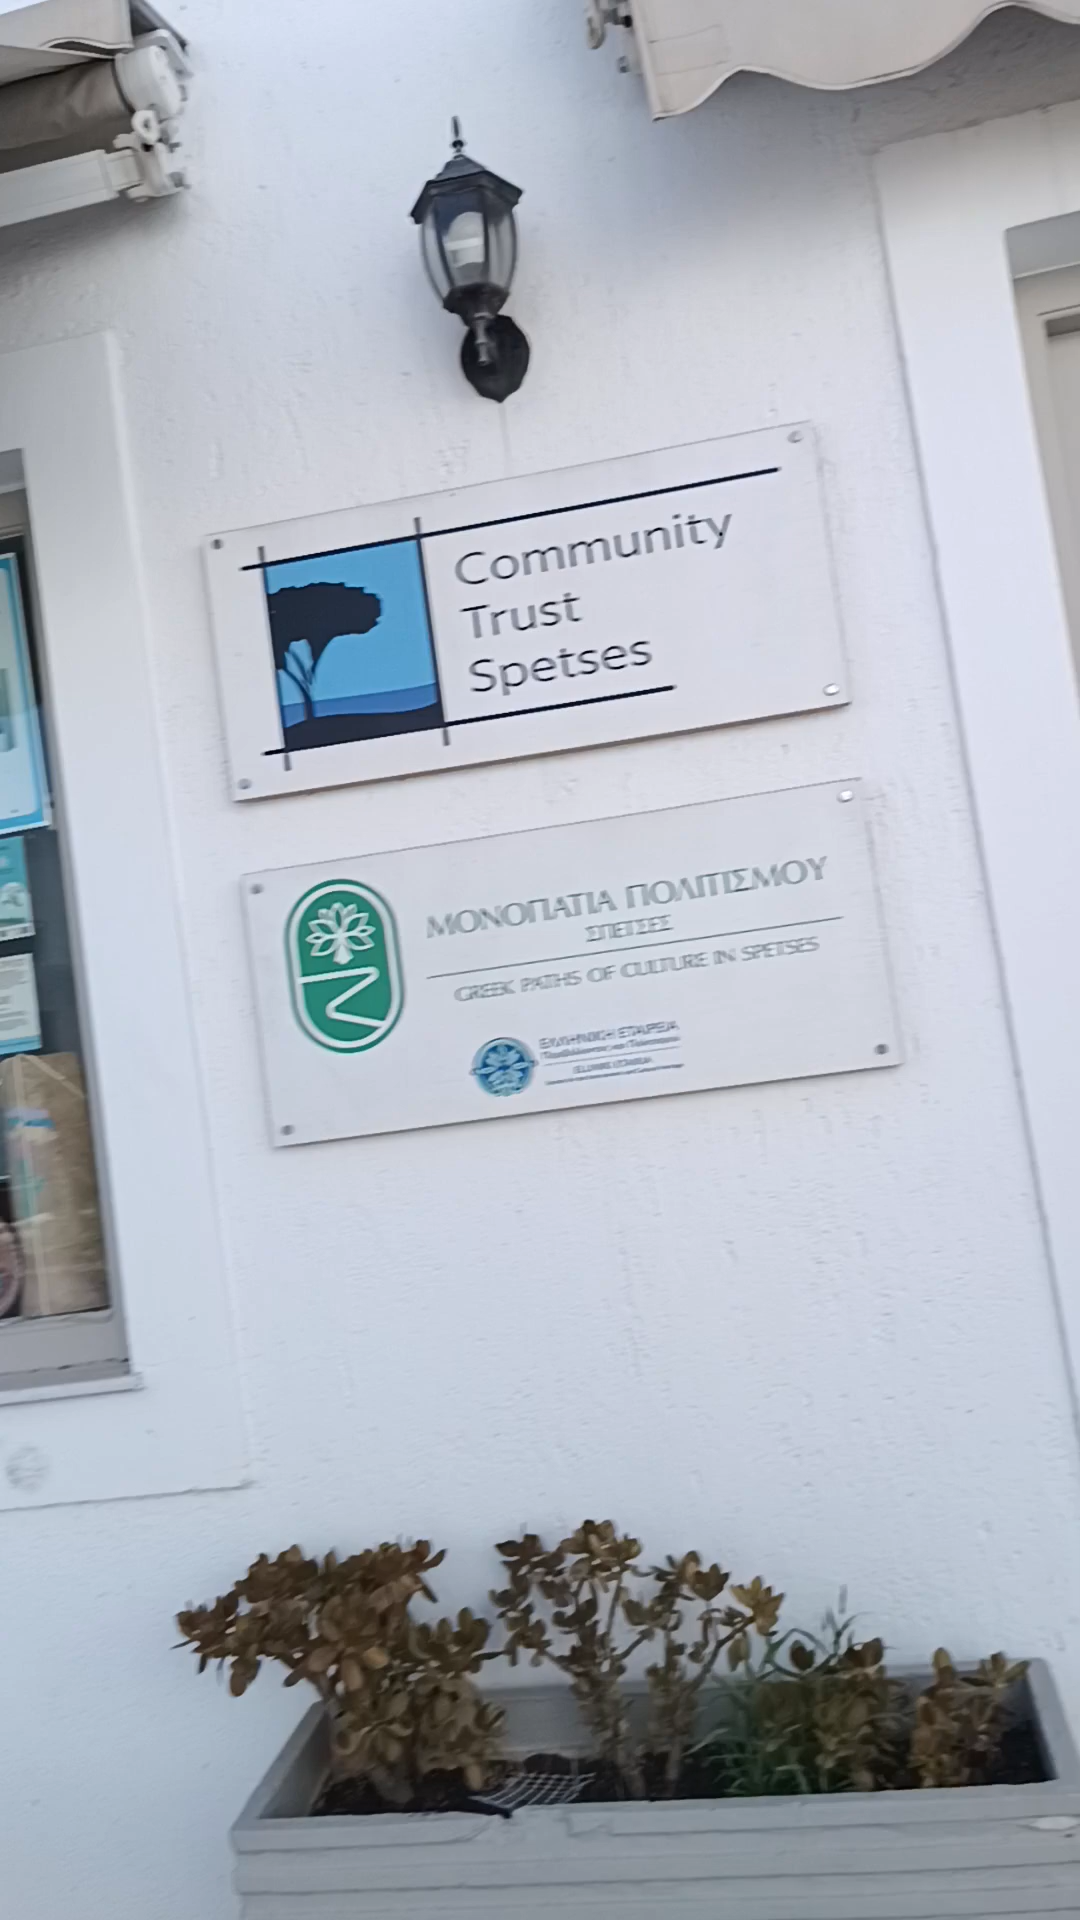 Community
Trust
Spetses
ΜΟΝΟΠΑΤΙΑ ΠΟΛΙΤΙΣΜΟΥ
ΣΠΕΤΣΕΣ
GREEK PATHS OF CULTURE IN SPETSES
ΕΛΛΗΝΙΚΗ ΕΤΑΙΡΕΙΑ